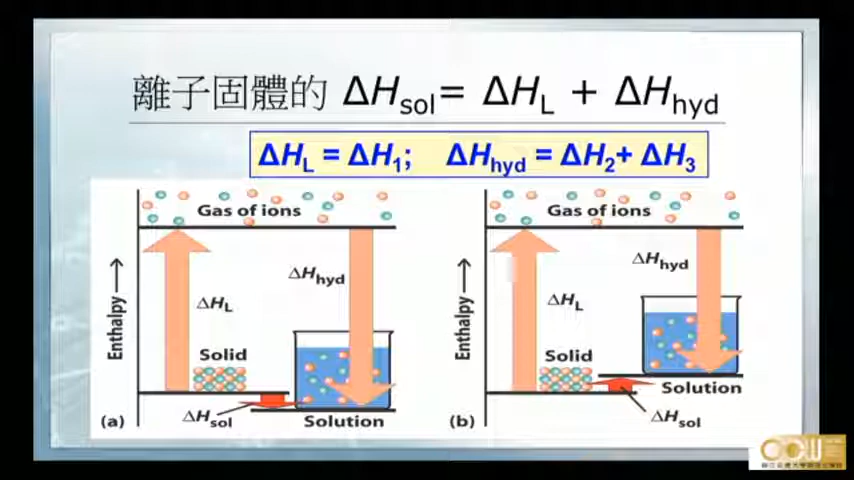 離子固體的 ΔHsol= ΔHL + ΔHhyd
ΔHL = ΔH1; ΔHhyd = ΔH2+ ΔH3
Gas of ions
Enthalpy →
ΔHL
ΔHhyd
Solid
ΔHsol
Solution
(a)
Gas of ions
Enthalpy →
ΔHL
ΔHhyd
Solid
Solution
ΔHsol
(b)
OCW